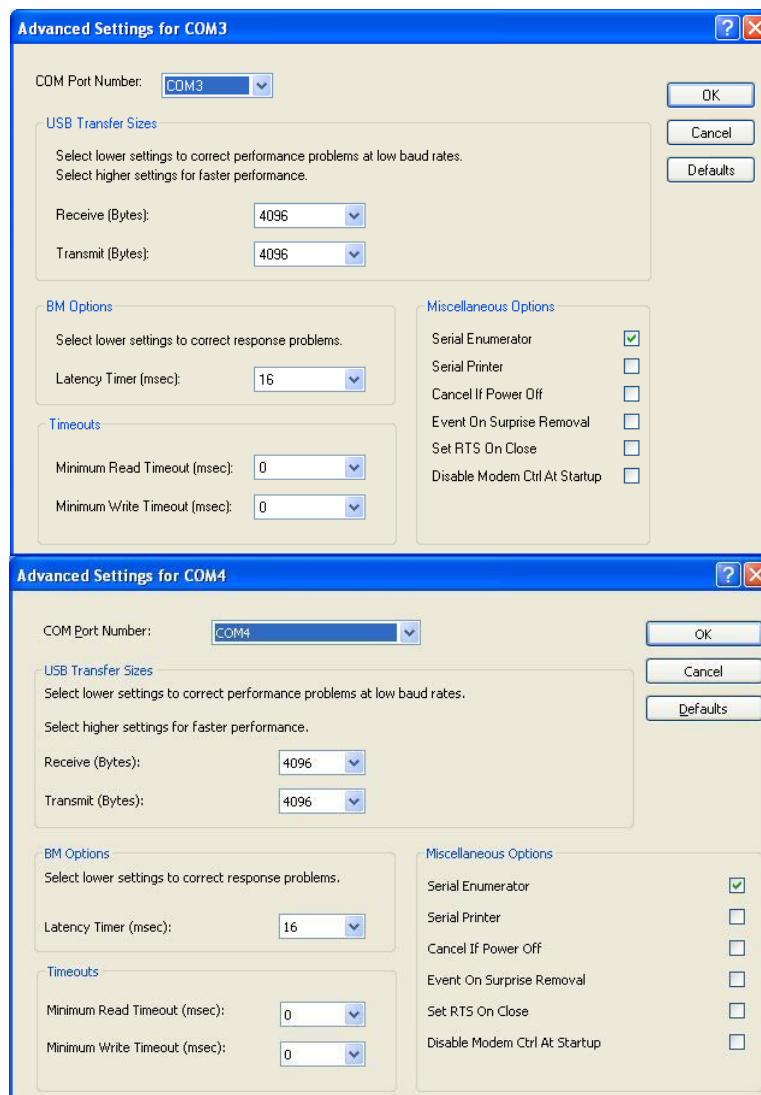 Advanced Settings for COM3
COM Port Number: COM3
OK
USB Transfer Sizes
Cancel
Select lower settings to correct performance problems at low baud rates.
Select higher settings for faster performance.
Defaults
Receive (Bytes): 4096
Transmit (Bytes): 4096
BM Options
Select lower settings to correct response problems.
Latency Timer (msec): 16
Timeouts
Minimum Read Timeout (msec): 0
Minimum Write Timeout (msec): 0
Miscellaneous Options
Serial Enumerator
Serial Printer
Cancel If Power Off
Event On Surprise Removal
Set RTS On Close
Disable Modem Ctrl At Startup
Advanced Settings for COM4
COM Port Number: COM4
OK
USB Transfer Sizes
Cancel
Select lower settings to correct performance problems at low baud rates.
Defaults
Select higher settings for faster performance.
Receive (Bytes): 4096
Transmit (Bytes): 4096
BM Options
Select lower settings to correct response problems.
Latency Timer (msec): 16
Timeouts
Minimum Read Timeout (msec): 0
Minimum Write Timeout (msec): 0
Miscellaneous Options
Serial Enumerator
Serial Printer
Cancel If Power Off
Event On Surprise Removal
Set RTS On Close
Disable Modem Ctrl At Startup